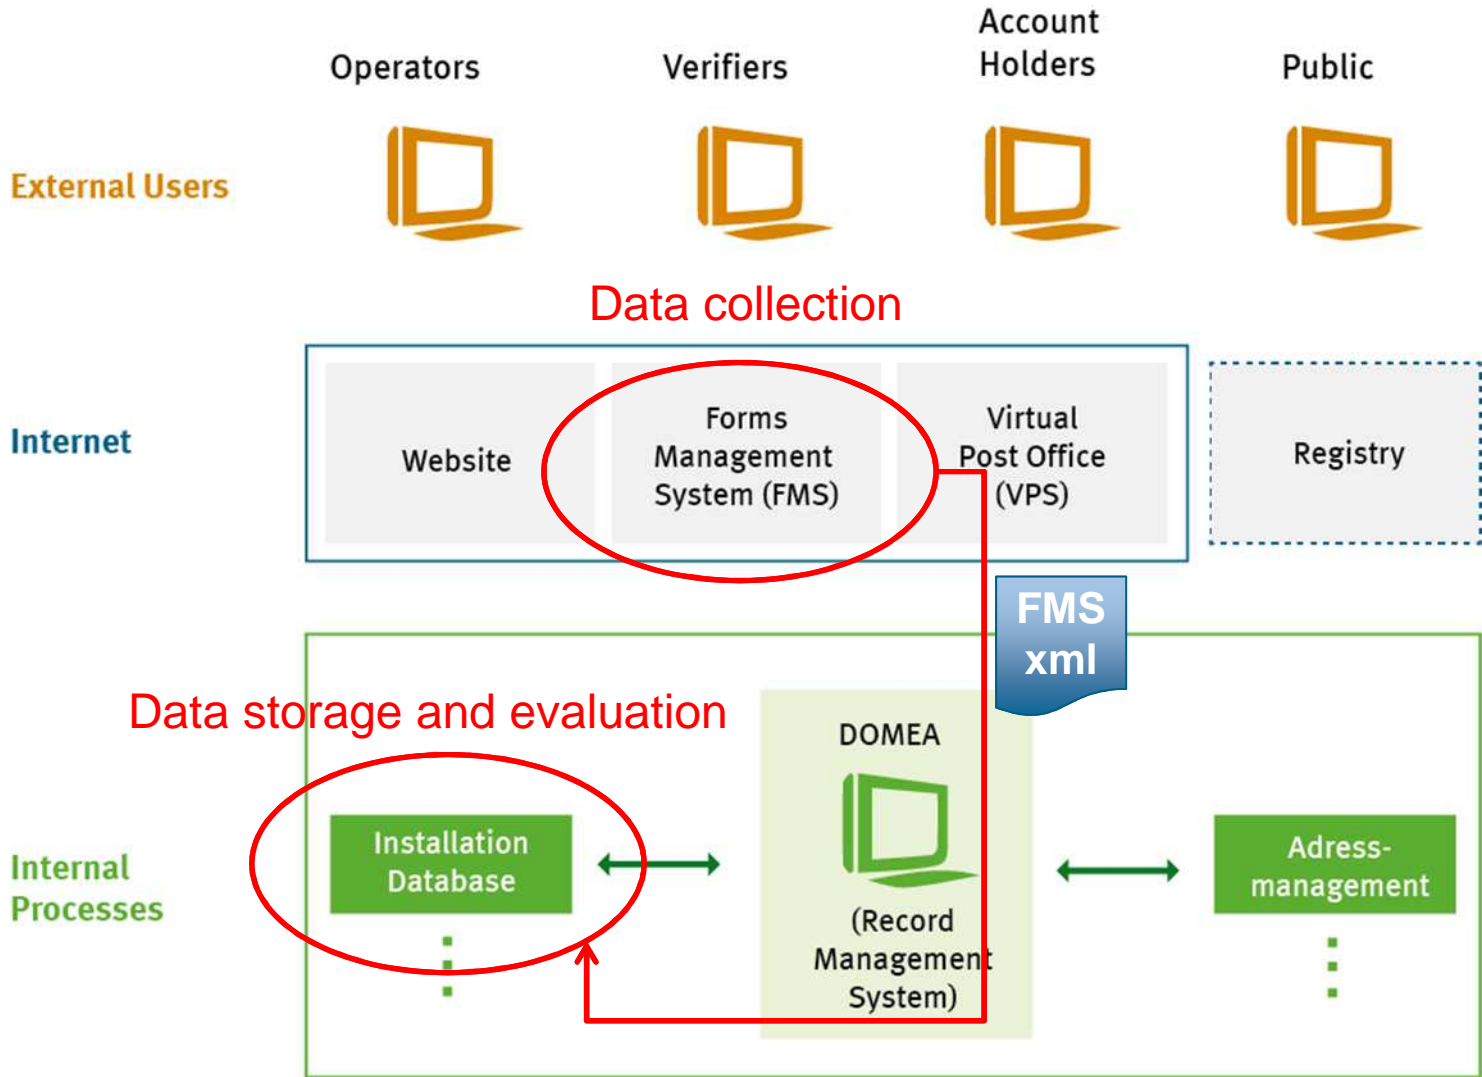 Operators
Verifiers
Account
Holders
Public
External Users
Data collection
Internet
Website
Forms
Management
System (FMS)
Virtual
Post Office
(VPS)
Registry
FMS
xml
Data storage and evaluation
Internal
Processes
Installation
Database
DOMEA
(Record
Management
System)
Adress-
management